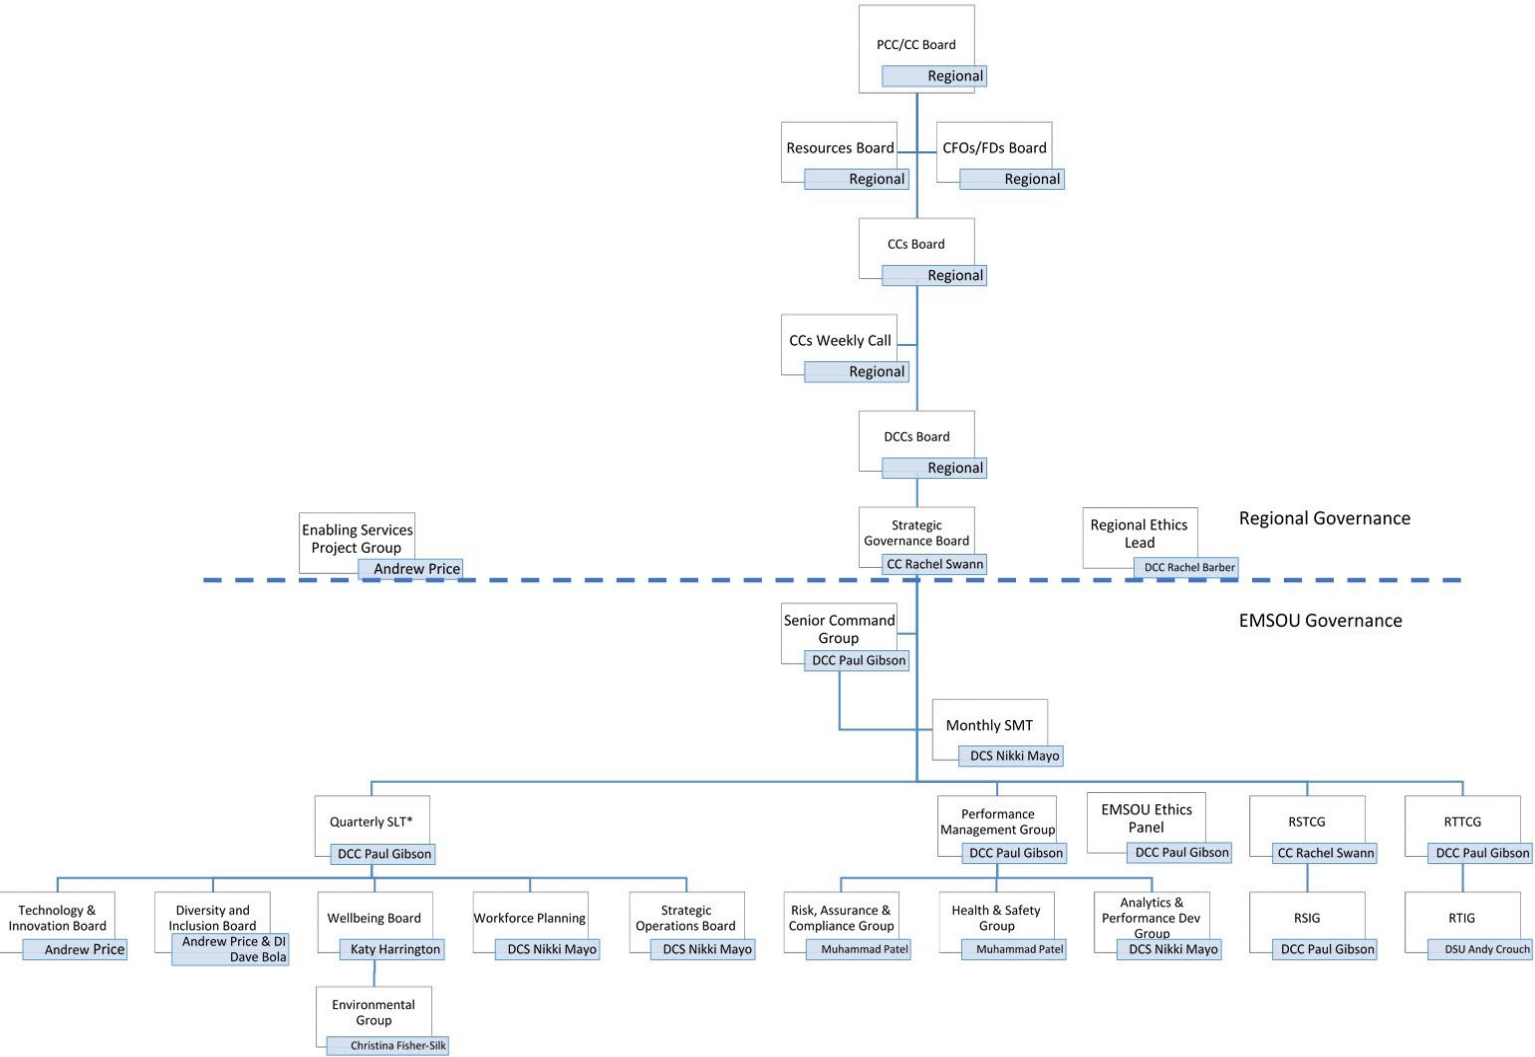 PCC/CC Board
Regional
Resources Board
Regional
CFOs/FDs Board
Regional
CCs Board
Regional
CCs Weekly Call
Regional
DCCs Board
Regional
Enabling Services
Project Group
Andrew Price
Strategic
Governance Board
CC Rachel Swann
Regional Ethics
Lead
DCC Rachel Barber
Regional Governance
EMSOU Governance
Senior Command
Group
DCC Paul Gibson
Monthly SMT
DCS Nikki Mayo
Quarterly SLT*
DCC Paul Gibson
Performance
Management Group
DCC Paul Gibson
EMSOU Ethics
Panel
DCC Paul Gibson
RSTCG
CC Rachel Swann
RTTCG
DCC Paul Gibson
Technology &
Innovation Board
Andrew Price
Diversity and
Inclusion Board
Andrew Price & DI
Dave Bola
Wellbeing Board
Katy Harrington
Workforce Planning
DCS Nikki Mayo
Strategic
Operations Board
DCS Nikki Mayo
Risk, Assurance &
Compliance Group
Muhammad Patel
Health & Safety
Group
Muhammad Patel
Analytics &
Performance Dev
Group
DCS Nikki Mayo
RSIG
DCC Paul Gibson
RTIG
DSU Andy Crouch
Environmental
Group
Christina Fisher-Silk